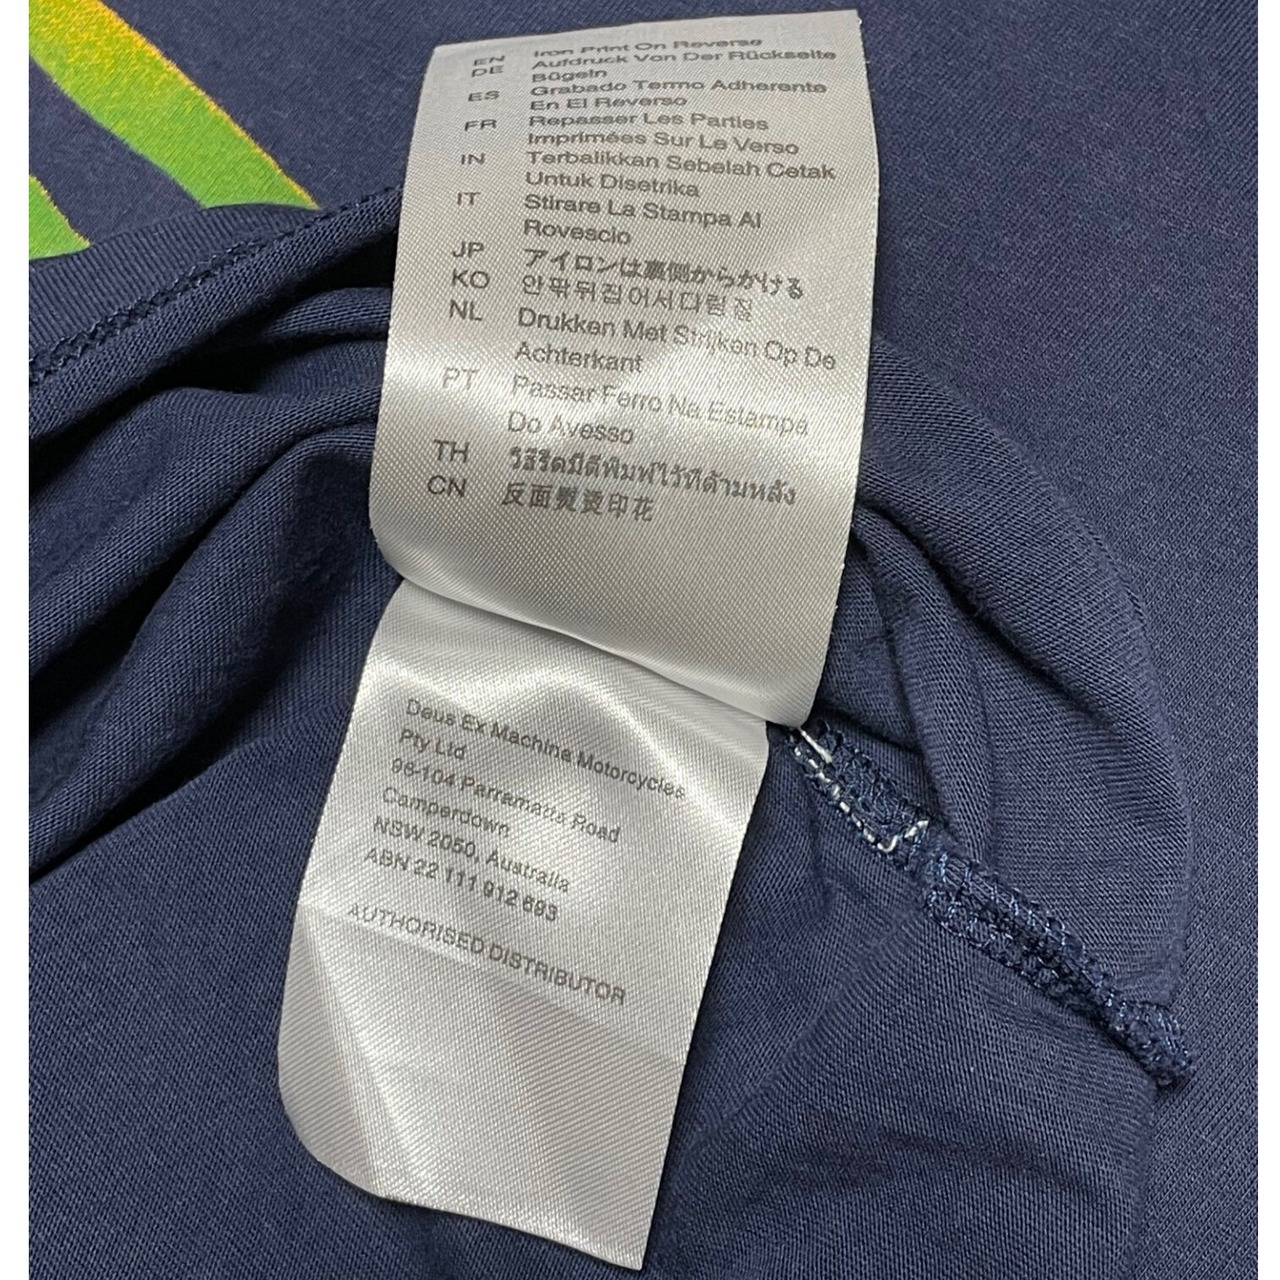 EN Iron Print On Reverse
DE Aufdruck Von Der Rückseite
Bügeln
ES Grabado Termo Adherente
En El Reverso
FR Repasser Les Parties
Imprimées Sur Le Verso
IN Terbalikkan Sebelah Cetak
Untuk Disetrika
IT Stirare La Stampa Al
Rovescio
JP アイロンは裏側からかける
KO 안팎뒤집어서다림질
NL Drukken Met Strijken Op De
Achterkant
PT Passar Ferro Na Estampa
Do Avesso
TH
CN 反面熨烫印花
Deus Ex Machina Motorcycles
Pty Ltd
98-104 Parramatta Road
Camperdown
NSW 2050, Australia
ABN 22 111 912 693
AUTHORISED DISTRIBUTOR